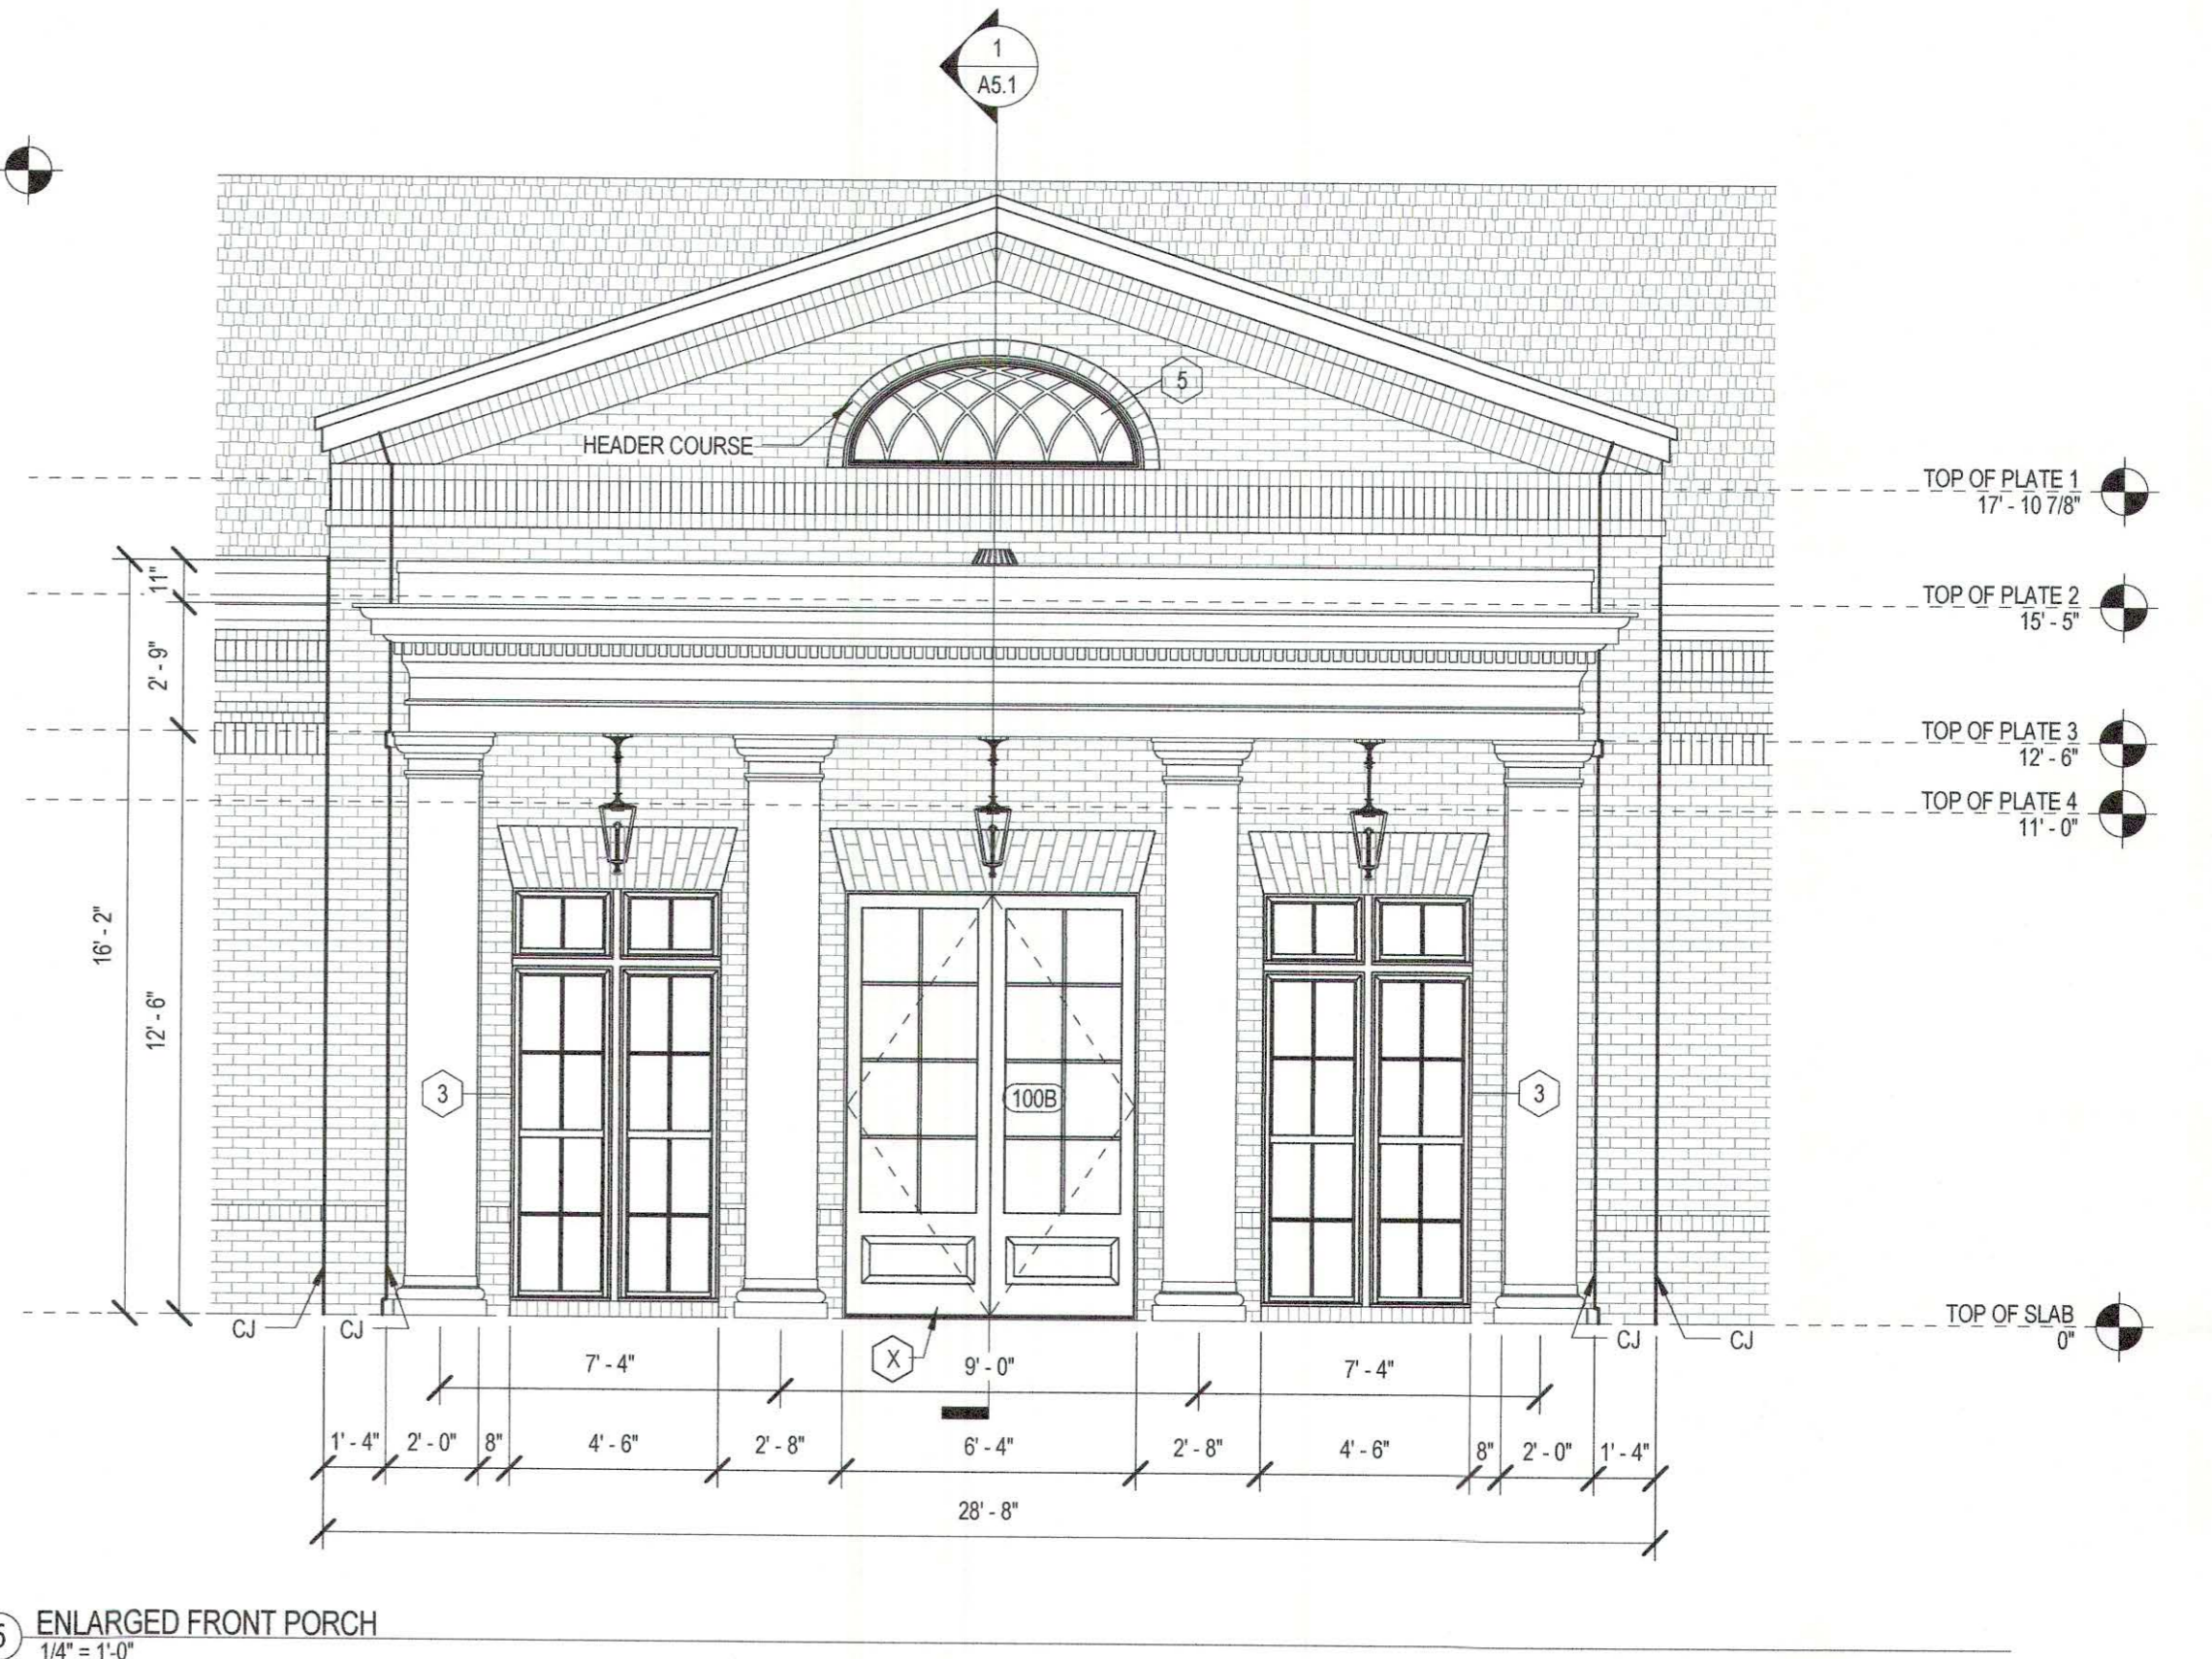 1
A5.1
5
HEADER COURSE
TOP OF PLATE 1
17' - 10 7/8"
11"
TOP OF PLATE 2
15' - 5"
2' - 9"
TOP OF PLATE 3
12' - 6"
TOP OF PLATE 4
11' - 0"
16' - 2"
12' - 6"
3
100B
3
TOP OF SLAB
0"
CJ
CJ
CJ
CJ
X
7' - 4"
9' - 0"
7' - 4"
1' - 4"
2' - 0"
8"
4' - 6"
2' - 8"
6' - 4"
2' - 8"
4' - 6"
8"
2' - 0"
1' - 4"
28' - 8"
ENLARGED FRONT PORCH
1/4" = 1'-0"